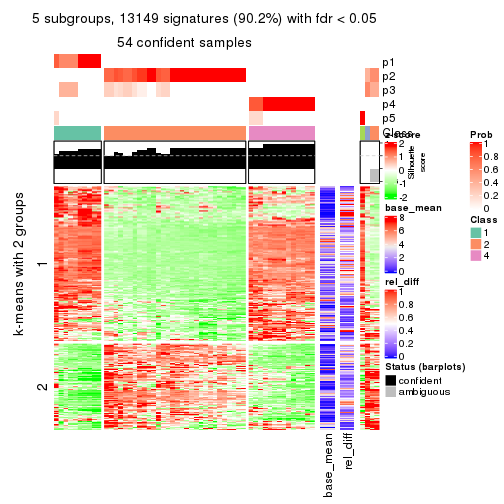 5 subgroups, 13149 signatures (90.2%) with fdr < 0.05
54 confident samples
p1
p2
p3
p4
p5
Class
z-score
2
1
0
-1
-2
Silhouette
score
Prob
1
0.8
0.6
0.4
0.2
0
base_mean
8
6
4
2
0
Class
1
2
4
rel_diff
1
0.8
0.6
0.4
0.2
0
Status (barplots)
confident
ambiguous
k-means with 2 groups
1
2
base_mean
rel_diff